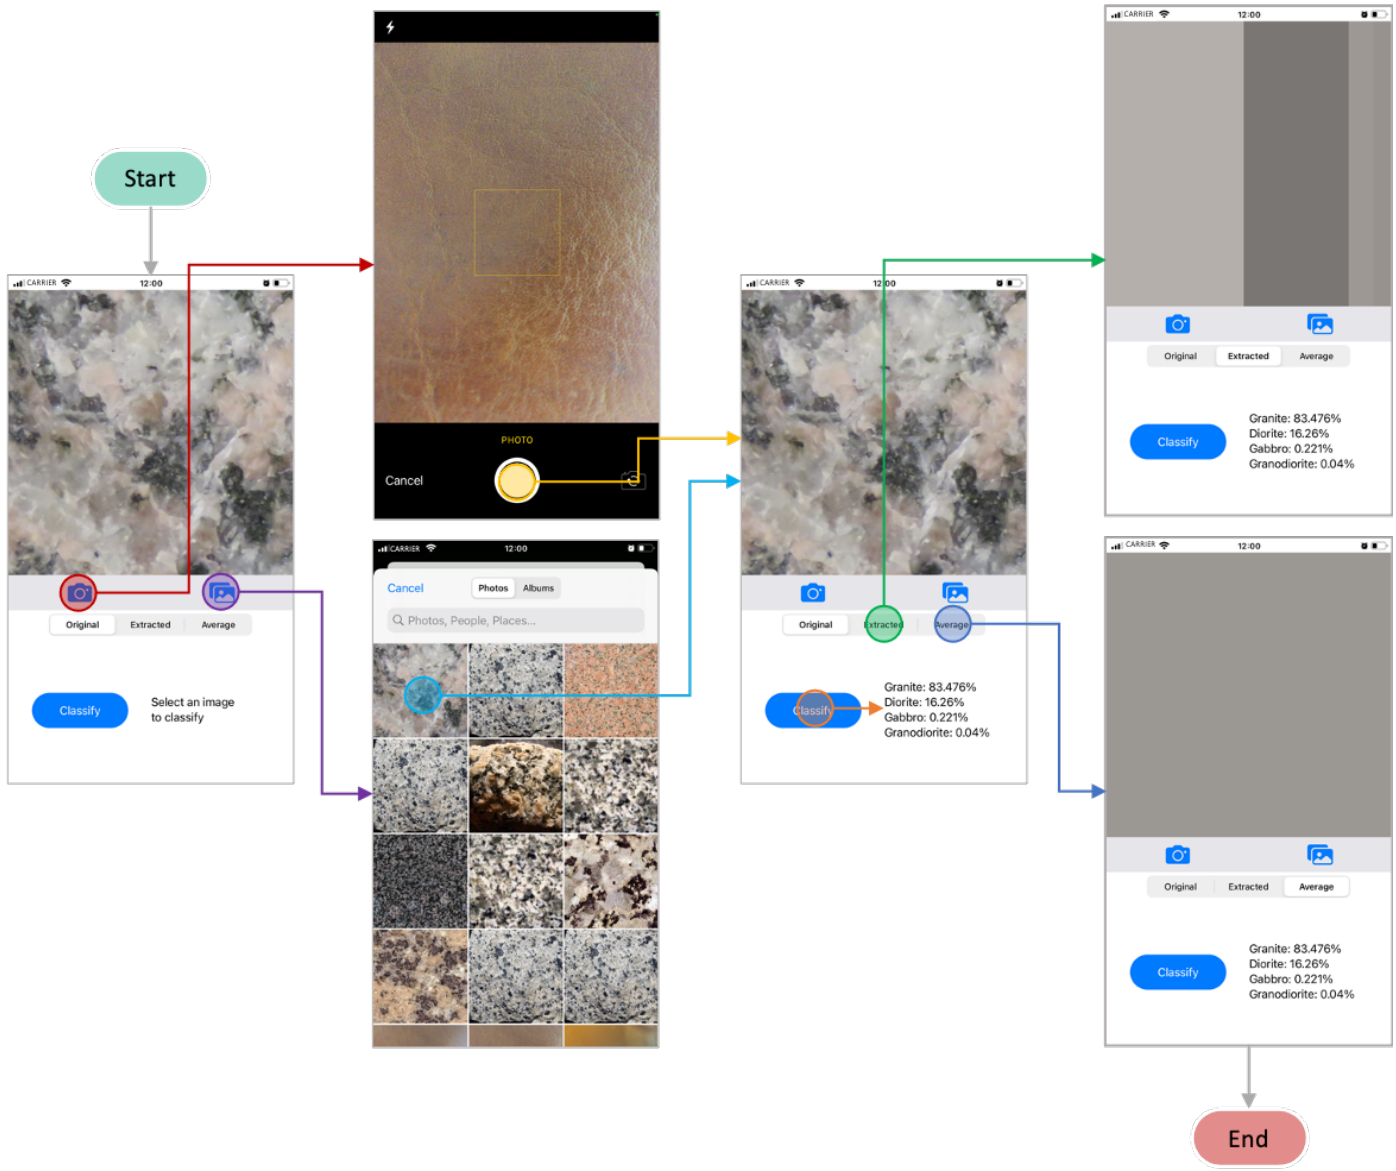 Start
CARRIER 12:00
Original Extracted Average
Classify
Select an image
to classify
PHOTO
Cancel
CARRIER 12:00
Cancel
Photos Albums
Photos, People, Places...
CARRIER 12:00
Original Extracted Average
Classify
Granite: 83.476%
Diorite: 16.26%
Gabbro: 0.221%
Granodiorite: 0.04%
CARRIER 12:00
Original Extracted Average
Classify
Granite: 83.476%
Diorite: 16.26%
Gabbro: 0.221%
Granodiorite: 0.04%
CARRIER 12:00
Original Extracted Average
Classify
Granite: 83.476%
Diorite: 16.26%
Gabbro: 0.221%
Granodiorite: 0.04%
End